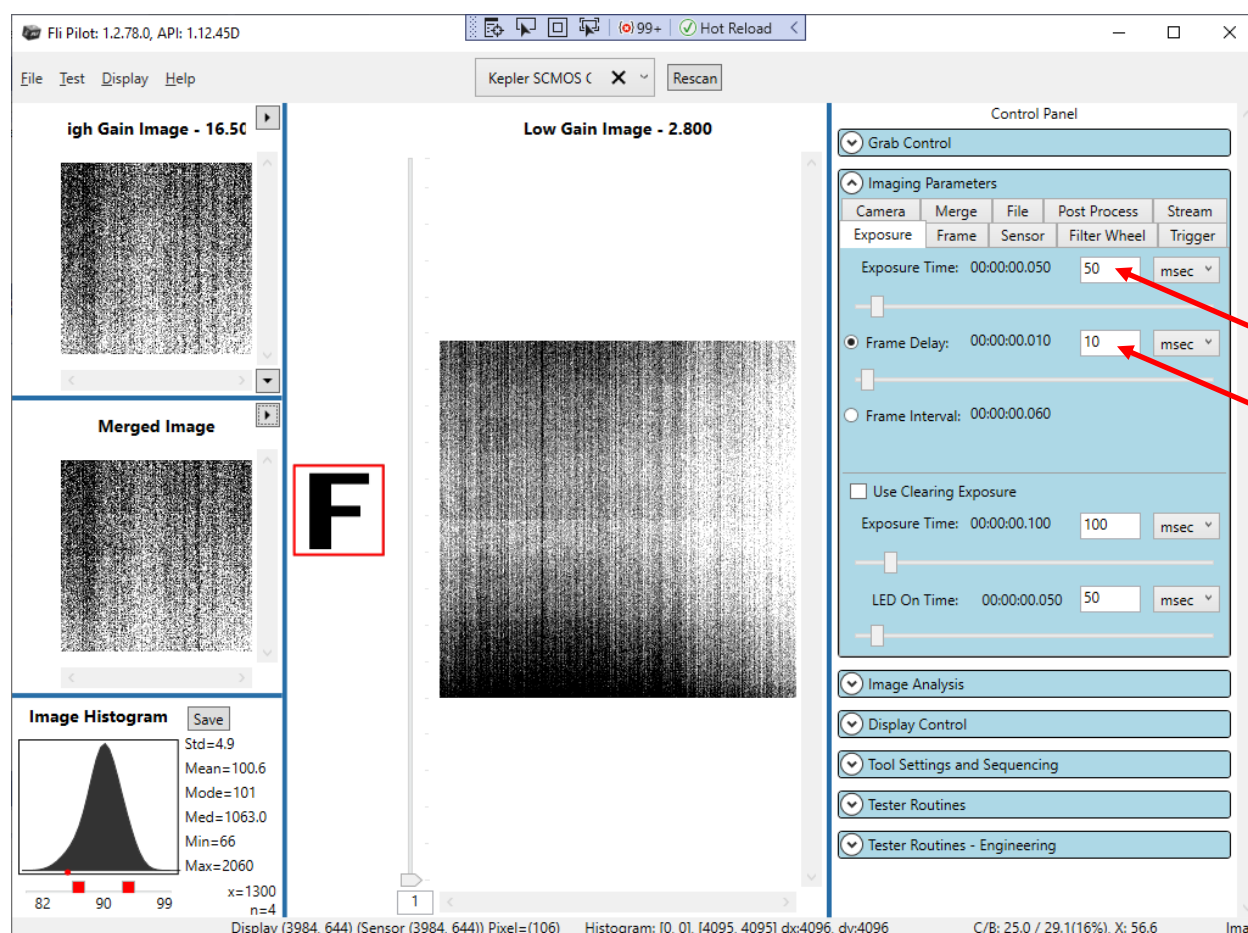 Fli Pilot: 1.2.78.0, API: 1.12.45D
99+ Hot Reload
File Test Display Help
Kepler SCMOS Rescan
igh Gain Image - 16.50
Low Gain Image - 2.800
Merged Image
F
Image Histogram Save
Std=4.9
Mean=100.6
Mode=101
Med=1063.0
Min=66
Max=2060
x=1300
82 90 99
n=4
1
Control Panel
Grab Control
Imaging Parameters
Camera Merge File Post Process Stream
Exposure Frame Sensor Filter Wheel Trigger
Exposure Time: 00:00:00.050 50 msec
Frame Delay: 00:00:00.010 10 msec
Frame Interval: 00:00:00.060
Use Clearing Exposure
Exposure Time: 00:00:00.100 100 msec
LED On Time: 00:00:00.050 50 msec
Image Analysis
Display Control
Tool Settings and Sequencing
Tester Routines
Tester Routines - Engineering
Display (3984, 644) (Sensor (3984, 644)) Pixel=(106) Histogram: [0, 0], [4095, 4095] dx:4096, dy:4096 C/B: 25.0 / 29.1(16%), X: 56.6 Ima